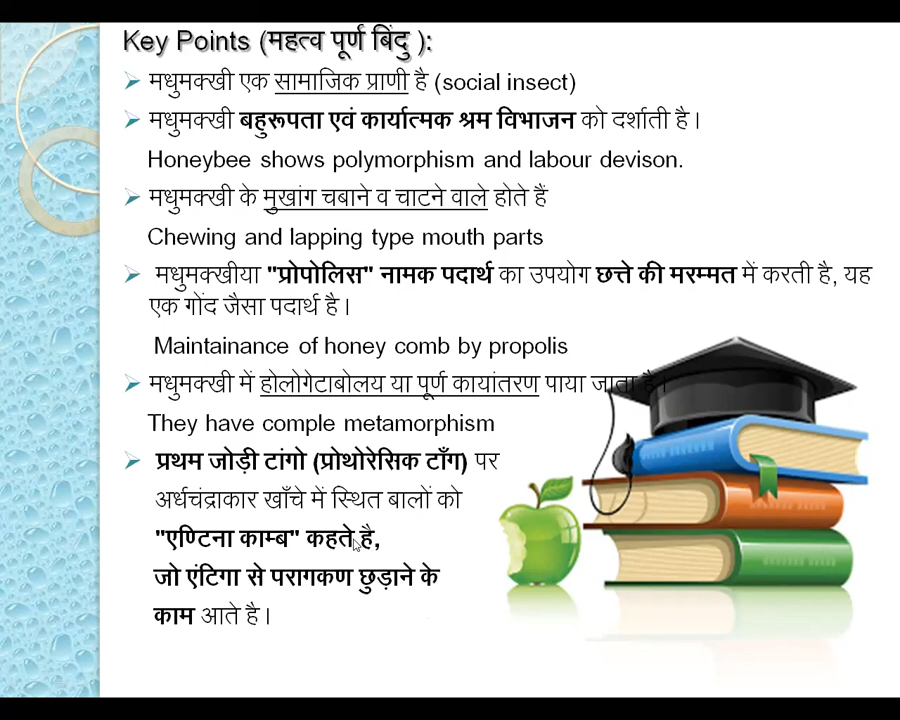 Key Points (महत्व पूर्ण बिंदु ):
मधुमक्खी एक सामाजिक प्राणी है (social insect)
मधुमक्खी बहुरूपता एवं कार्यात्मक श्रम विभाजन को दर्शाती है।
Honeybee shows polymorphism and labour devison.
मधुमक्खी के मुखांग चबाने व चाटने वाले होते हैं
Chewing and lapping type mouth parts
मधुमक्खीया "प्रोपोलिस" नामक पदार्थ का उपयोग छत्ते की मरम्मत में करती है, यह
एक गोंद जैसा पदार्थ है।
Maintainance of honey comb by propolis
मधुमक्खी में होलोगेटाबोलय या पूर्ण कायांतरण पाया जाता है।
They have comple metamorphism
प्रथम जोड़ी टांगो (प्रोथोरेसिक टाँग) पर
अर्धचंद्राकार खाँचे में स्थित बालों को
"एण्टिना काम्ब" कहते है,
जो एंटिगा से परागकण छुड़ाने के
काम आते है।